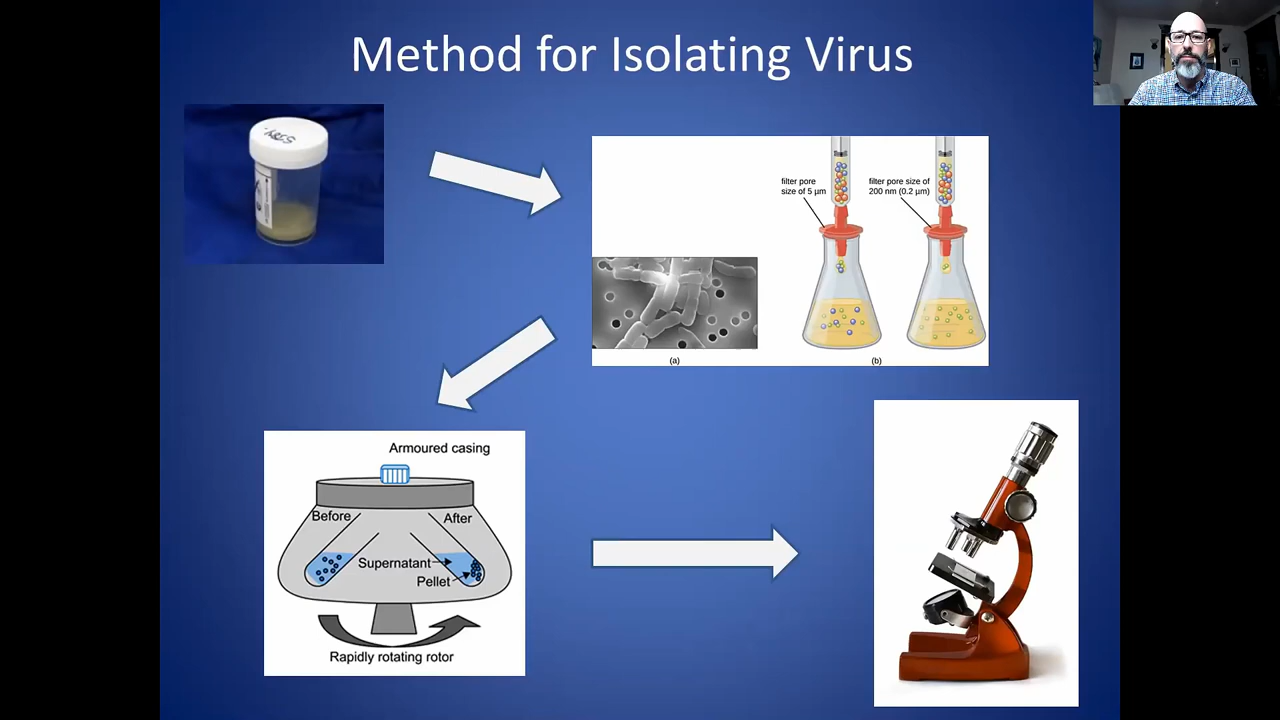 Method for Isolating Virus
filter pore
size of 5 µm
filter pore size of
200 nm (0.2 µm)
(a)
(b)
Armoured casing
Before
After
Supernatant
Pellet
Rapidly rotating rotor